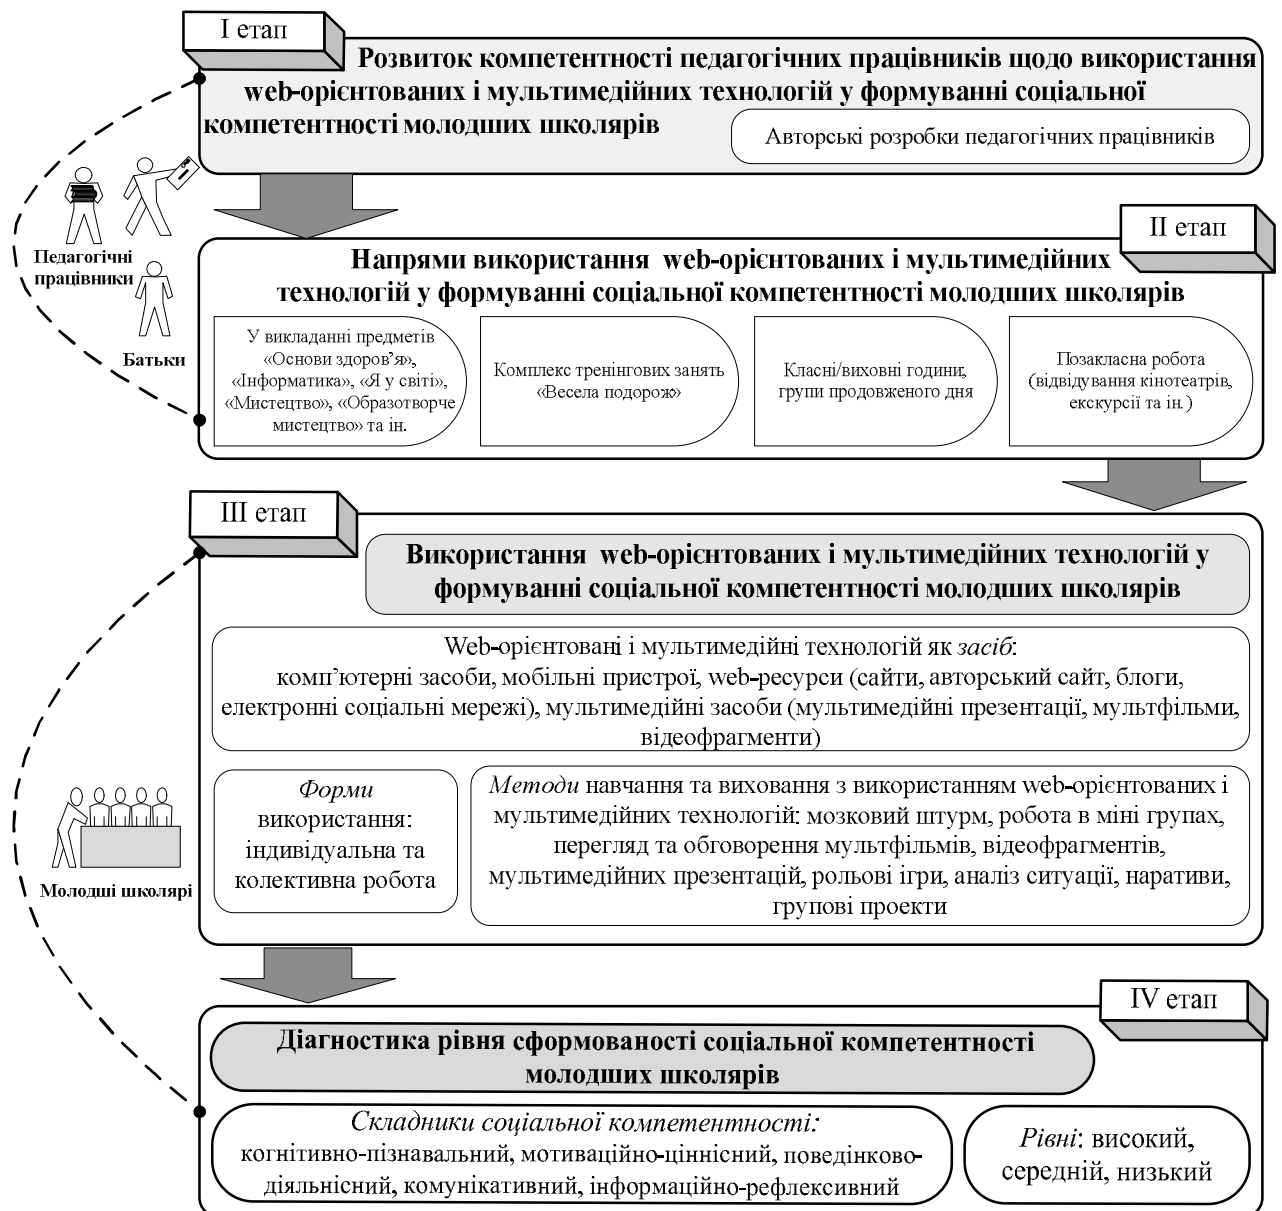 І етап
Розвиток компетентності педагогічних працівників щодо використання
web-орієнтованих і мультимедійних технологій у формуванні соціальної
компетентності молодших школярів
Авторські розробки педагогічних працівників
Педагогічні
працівники
Батьки
ІІ етап
Напрями використання web-орієнтованих і мультимедійних
технологій у формуванні соціальної компетентності молодших школярів
У викладанні предметів
«Основи здоров’я»,
«Інформатика», «Я у світі»,
«Мистецтво», «Образотворче
мистецтво» та ін.
Комплекс тренінгових занять
«Весела подорож»
Класні/виховні години,
групи продовженого дня
Позакласна робота
(відвідування кінотеатрів,
екскурсії та ін.)
ІІІ етап
Використання web-орієнтованих і мультимедійних технологій у
формуванні соціальної компетентності молодших школярів
Web-орієнтовані і мультимедійні технологій як засіб:
комп’ютерні засоби, мобільні пристрої, web-ресурси (сайти, авторський сайт, блоги,
електронні соціальні мережі), мультимедійні засоби (мультимедійні презентації, мультфільми,
відеофрагменти)
Форми
використання:
індивідуальна та
колективна робота
Методи навчання та виховання з використанням web-орієнтованих і
мультимедійних технологій: мозковий штурм, робота в міні групах,
перегляд та обговорення мультфільмів, відеофрагментів,
мультимедійних презентацій, рольові ігри, аналіз ситуації, наративи,
групові проекти
Молодші школярі
IV етап
Діагностика рівня сформованості соціальної компетентності
молодших школярів
Складники соціальної компетентності:
когнітивно-пізнавальний, мотиваційно-ціннісний, поведінково-
діяльнісний, комунікативний, інформаційно-рефлексивний
Рівні: високий,
середній, низький